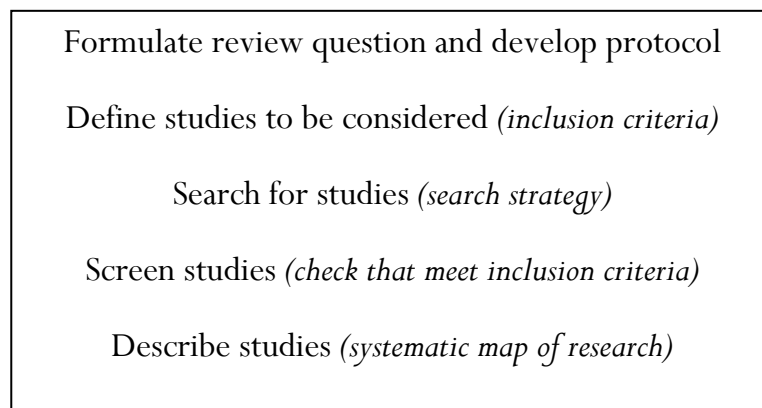 Formulate review question and develop protocol
Define studies to be considered (inclusion criteria)
Search for studies (search strategy)
Screen studies (check that meet inclusion criteria)
Describe studies (systematic map of research)